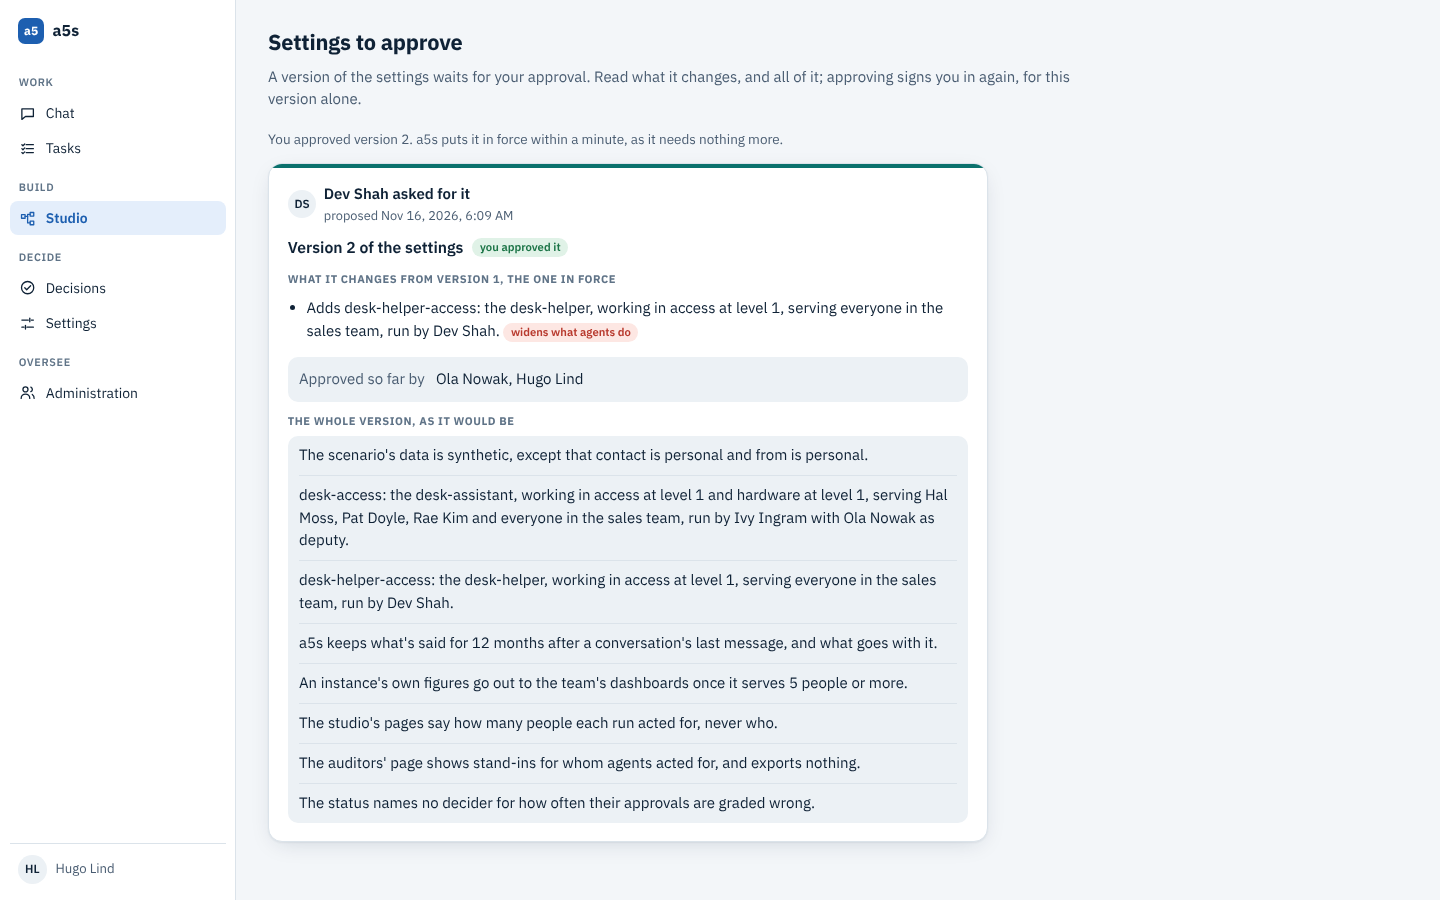 a5 a5s
WORK
Chat
Tasks
BUILD
Studio
DECIDE
Decisions
Settings
OVERSEE
Administration
HL Hugo Lind
Settings to approve
A version of the settings waits for your approval. Read what it changes, and all of it; approving signs you in again, for this
version alone.
You approved version 2. a5s puts it in force within a minute, as it needs nothing more.
DS Dev Shah asked for it
proposed Nov 16, 2026, 6:09 AM
Version 2 of the settings you approved it
WHAT IT CHANGES FROM VERSION 1, THE ONE IN FORCE
• Adds desk-helper-access: the desk-helper, working in access at level 1, serving everyone in the
sales team, run by Dev Shah. widens what agents do
Approved so far by Ola Nowak, Hugo Lind
THE WHOLE VERSION, AS IT WOULD BE
The scenario's data is synthetic, except that contact is personal and from is personal.
desk-access: the desk-assistant, working in access at level 1 and hardware at level 1, serving Hal
Moss, Pat Doyle, Rae Kim and everyone in the sales team, run by Ivy Ingram with Ola Nowak as
deputy.
desk-helper-access: the desk-helper, working in access at level 1, serving everyone in the sales
team, run by Dev Shah.
a5s keeps what's said for 12 months after a conversation's last message, and what goes with it.
An instance's own figures go out to the team's dashboards once it serves 5 people or more.
The studio's pages say how many people each run acted for, never who.
The auditors' page shows stand-ins for whom agents acted for, and exports nothing.
The status names no decider for how often their approvals are graded wrong.